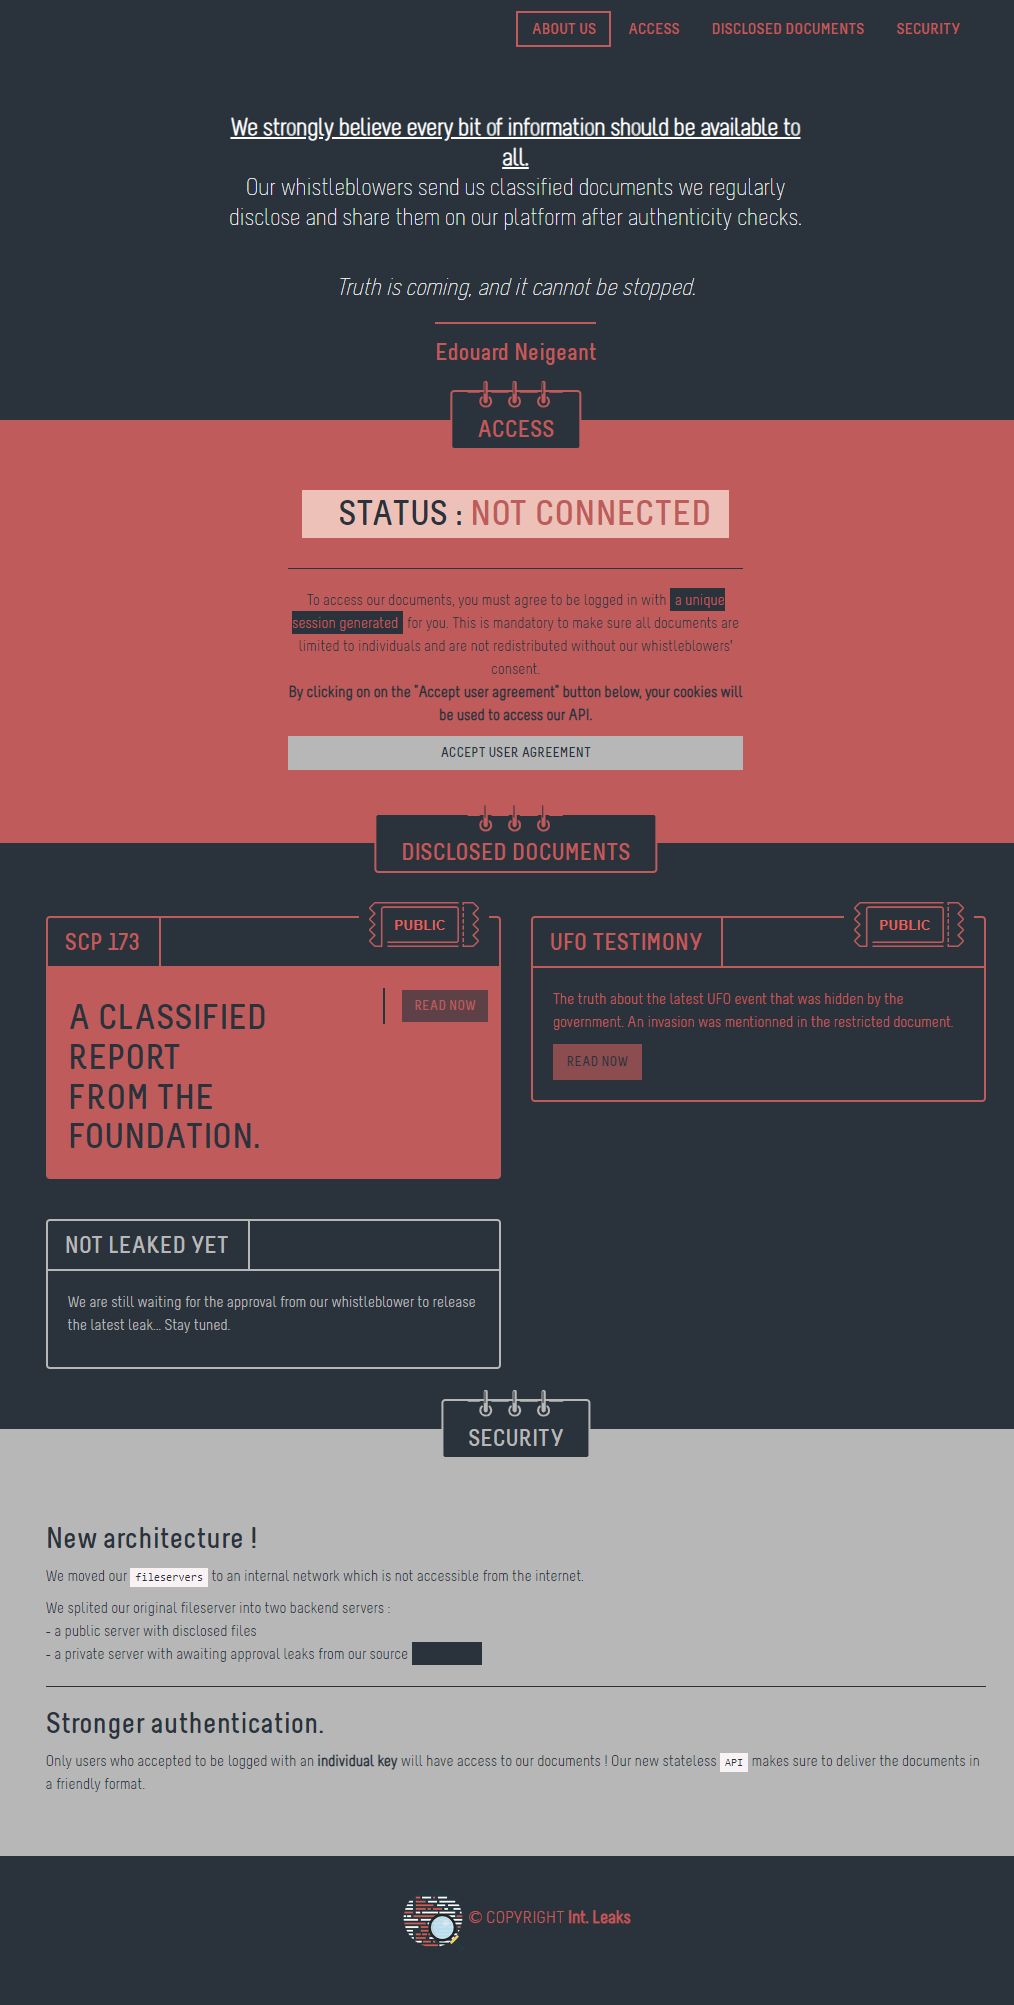 ABOUT US ACCESS DISCLOSED DOCUMENTS SECURITY
We strongly believe every bit of information should be available to
all.
Our whistleblowers send us classified documents we regularly
disclose and share them on our platform after authenticity checks.
Truth is coming, and it cannot be stopped.
Edouard Neigeant
ACCESS
STATUS : NOT CONNECTED
To access our documents, you must agree to be logged in with a unique
session generated for you. This is mandatory to make sure all documents are
limited to individuals and are not redistributed without our whistleblowers'
consent.
By clicking on on the "Accept user agreement" button below, your cookies will
be used to access our API.
ACCEPT USER AGREEMENT
DISCLOSED DOCUMENTS
SCP 173
PUBLIC
A CLASSIFIED
REPORT
FROM THE
FOUNDATION.
READ NOW
UFO TESTIMONY
PUBLIC
The truth about the latest UFO event that was hidden by the
government. An invasion was mentionned in the restricted document.
READ NOW
NOT LEAKED YET
We are still waiting for the approval from our whistleblower to release
the latest leak... Stay tuned.
SECURITY
New architecture !
We moved our fileservers to an internal network which is not accessible from the internet.
We splited our original fileserver into two backend servers :
- a public server with disclosed files
- a private server with awaiting approval leaks from our source
Stronger authentication.
Only users who accepted to be logged with an individual key will have access to our documents ! Our new stateless API makes sure to deliver the documents in
a friendly format.
© COPYRIGHT Int. Leaks